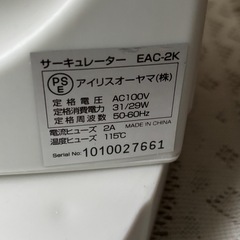 サーキュレーター EAC-2K
PS
E
アイリスオーヤマ(株)
定格電圧 AC100V
定格消費電力 31/29W
定格周波数 50-60Hz
電流ヒューズ 2A MADE IN CHINA
温度ヒューズ 115℃
Serial No: 1010027661